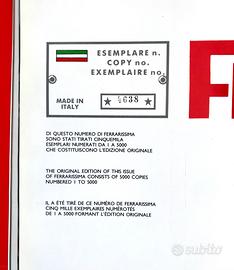 ESEMPLARE n.
COPY no.
EXEMPLAIRE no.
MADE IN
ITALY
★ 4638 ★
F
DI QUESTO NUMERO DI FERRARISSIMA
SONO STATI TIRATI CINQUEMILA
ESEMPLARI NUMERATI DA 1 A 5000
CHE COSTITUISCONO L'EDIZIONE ORIGINALE
THE ORIGINAL EDITION OF THIS ISSUE
OF FERRARISSIMA CONSISTS OF 5000 COPIES
NUMBERED 1 TO 5000
IL A ÉTÉ TIRÉ DE CE NUMÉRO DE FERRARISSIMA
CINQ MILLE EXEMPLAIRES NUMÉROTÉS
DE 1 A 5000 FORMANT L'ÉDITION ORIGINALE
subito